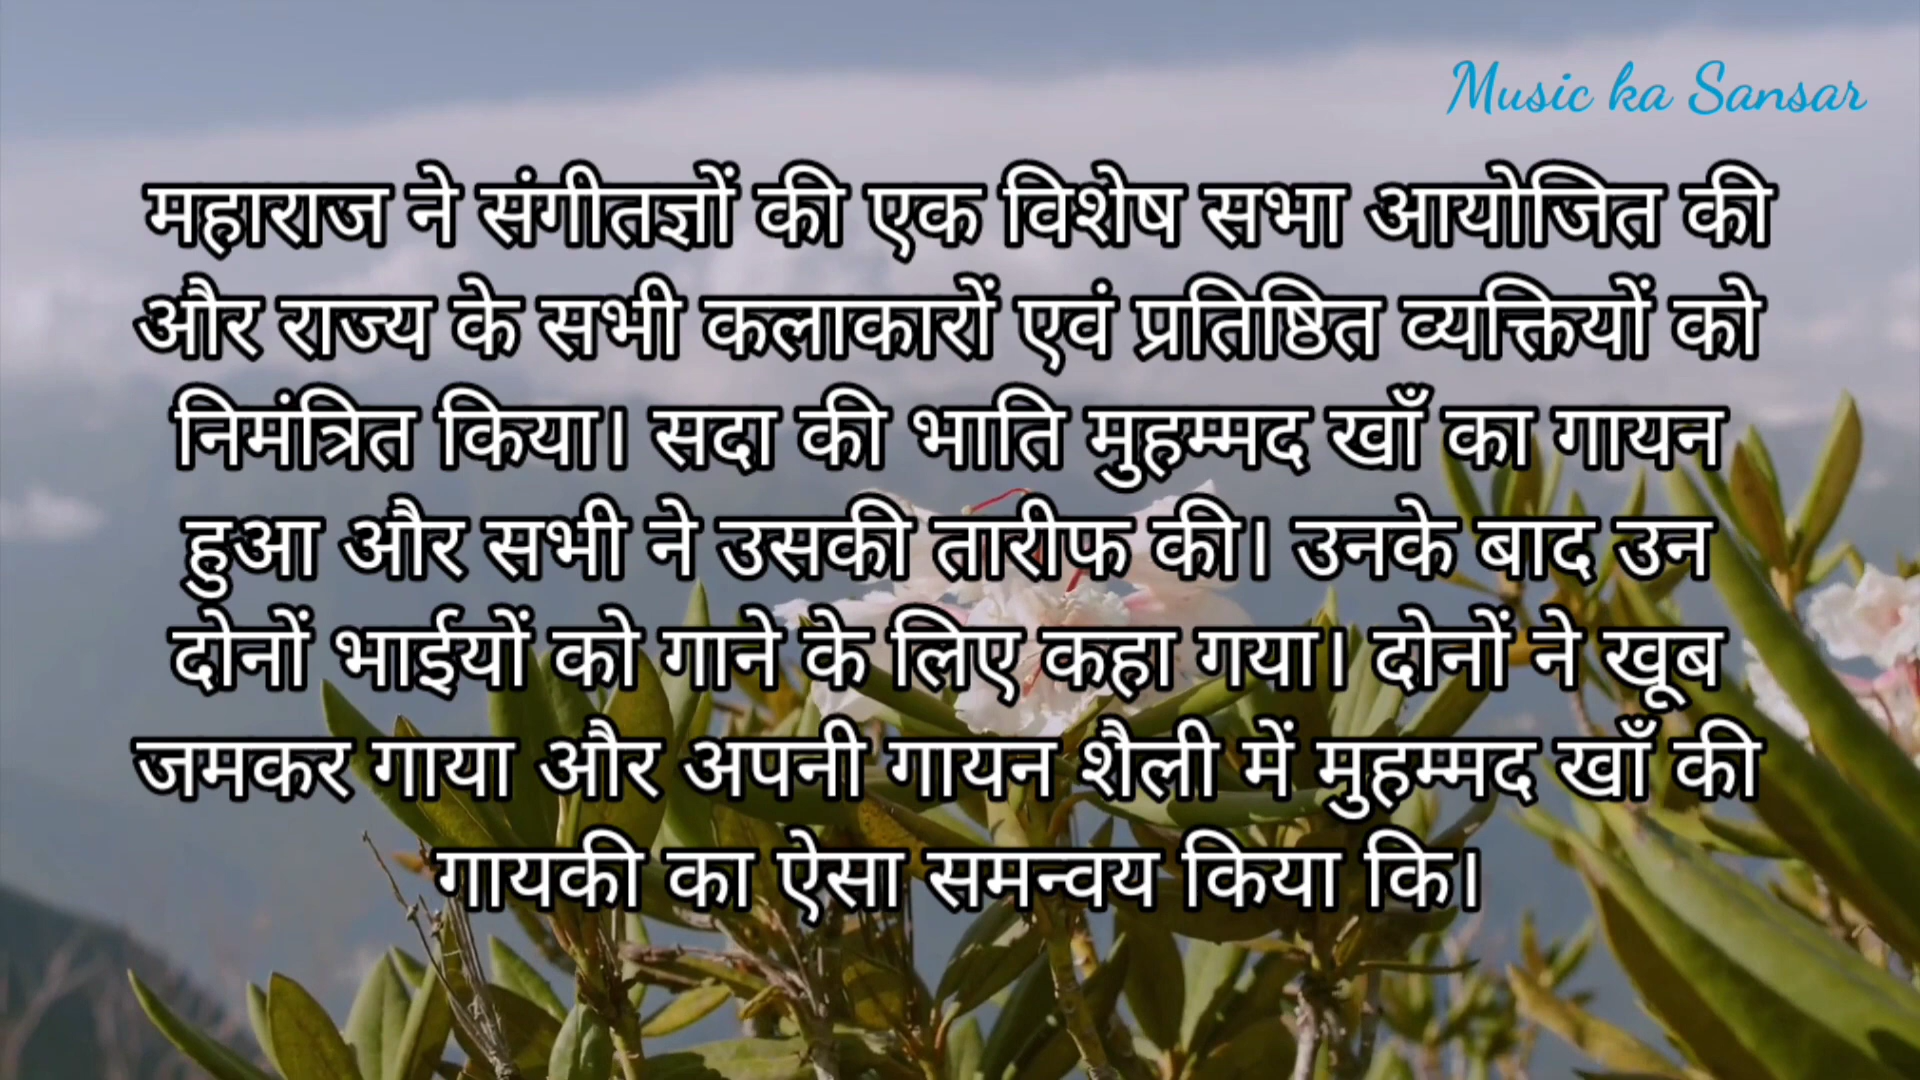 Music ka Sansar
महाराज ने संगीतज्ञों की एक विशेष सभा आयोजित की
और राज्य के सभी कलाकारों एवं प्रतिष्ठित व्यक्तियों को
निमंत्रित किया। सदा की भाति मुहम्मद खाँ का गायन
हुआ और सभी ने उसकी तारीफ की। उनके बाद उन
दोनों भाईयों को गाने के लिए कहा गया। दोनों ने खूब
जमकर गाया और अपनी गायन शैली में मुहम्मद खाँ की
गायकी का ऐसा समन्वय किया कि।